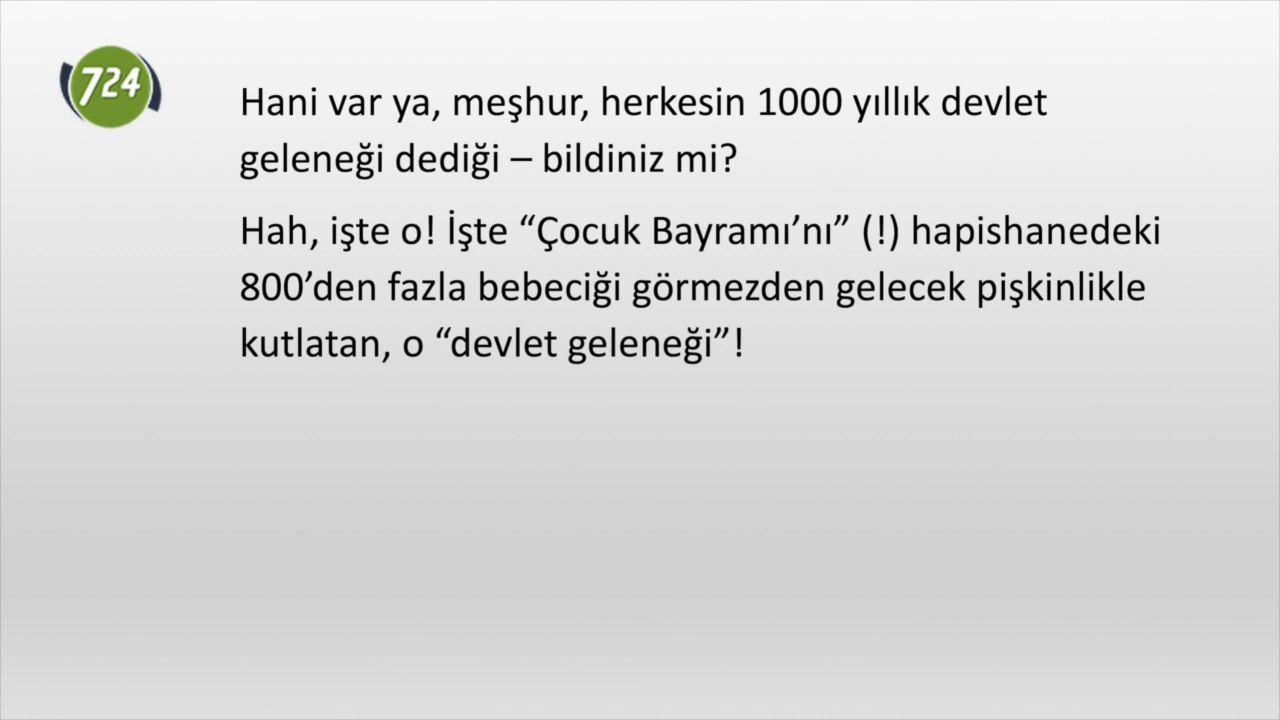 724
Hani var ya, meşhur, herkesin 1000 yıllık devlet
geleneği dediği – bildiniz mi?
Hah, işte o! İşte “Çocuk Bayramı’nı” (!) hapishanedeki
800’den fazla bebeciği görmezden gelecek pişkinlikle
kutlatan, o “devlet geleneği”!